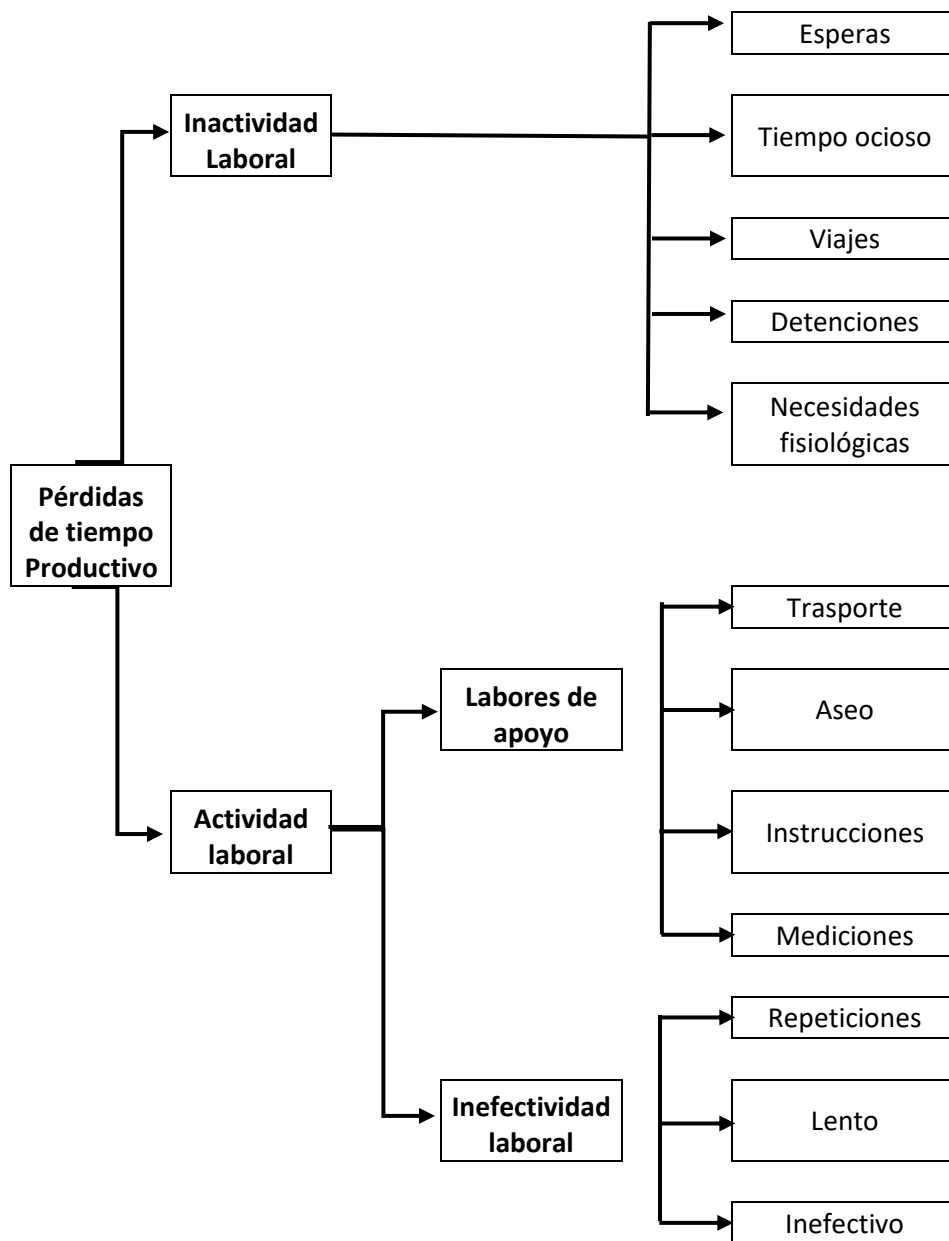 Esperas
Inactividad
Laboral
Tiempo ocioso
Viajes
Detenciones
Necesidades
fisiológicas
Pérdidas
de tiempo
Productivo
Trasporte
Labores de
apoyo
Aseo
Actividad
laboral
Instrucciones
Mediciones
Repeticiones
Inefectividad
laboral
Lento
Inefectivo